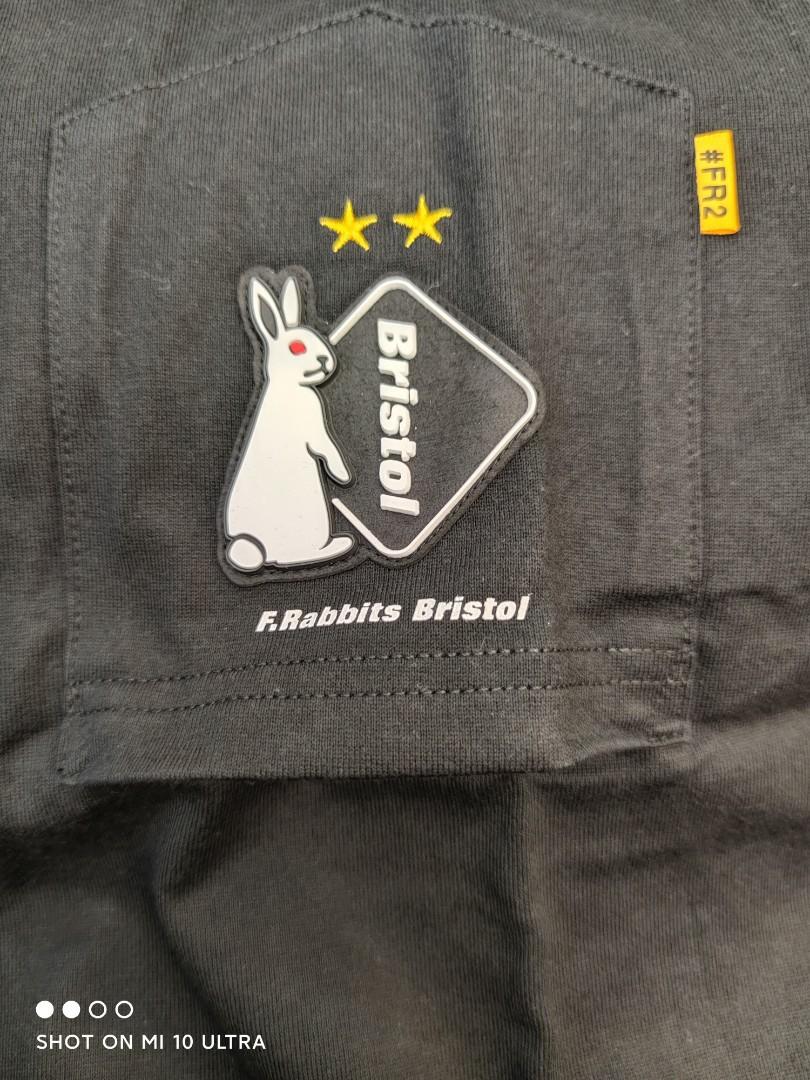 #FR2
Bristol
F.Rabbits Bristol
SHOT ON MI 10 ULTRA